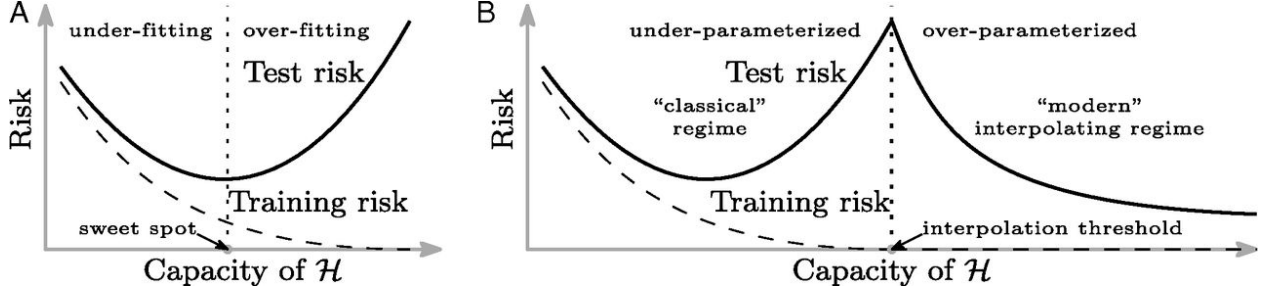 A
under-fitting
over-fitting
Test risk
Risk
Training risk
sweet spot
Capacity of ℋ
B
under-parameterized
over-parameterized
Test risk
“classical”
regime
“modern”
interpolating regime
Risk
Training risk
interpolation threshold
Capacity of ℋ